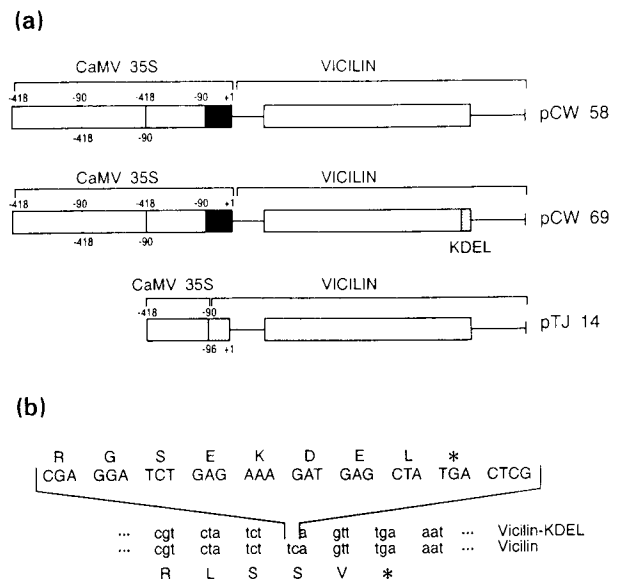 (a)
CaMV 35S VICILIN
-418 -90 -418 -90 +1
pCW 58
-418 -90
CaMV 35S VICILIN
-418 -90 -418 -90 +1
pCW 69
-418 -90
KDEL
CaMV 35S VICILIN
-418 -90
pTJ 14
-96 +1
(b)
R G S E K D E L *
CGA GGA TCT GAG AAA GAT GAG CTA TGA CTCG
... cgt cta tct a gtt tga aat ... Vicilin-KDEL
... cgt cta tct tca gtt tga aat ... Vicilin
R L S S V *